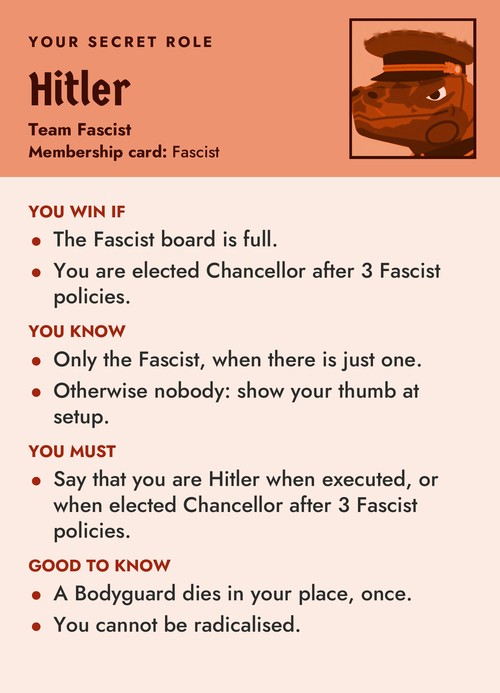 YOUR SECRET ROLE
Hitler
Team Fascist
Membership card: Fascist
YOU WIN IF
• The Fascist board is full.
• You are elected Chancellor after 3 Fascist
policies.
YOU KNOW
• Only the Fascist, when there is just one.
• Otherwise nobody: show your thumb at
setup.
YOU MUST
• Say that you are Hitler when executed, or
when elected Chancellor after 3 Fascist
policies.
GOOD TO KNOW
• A Bodyguard dies in your place, once.
• You cannot be radicalised.